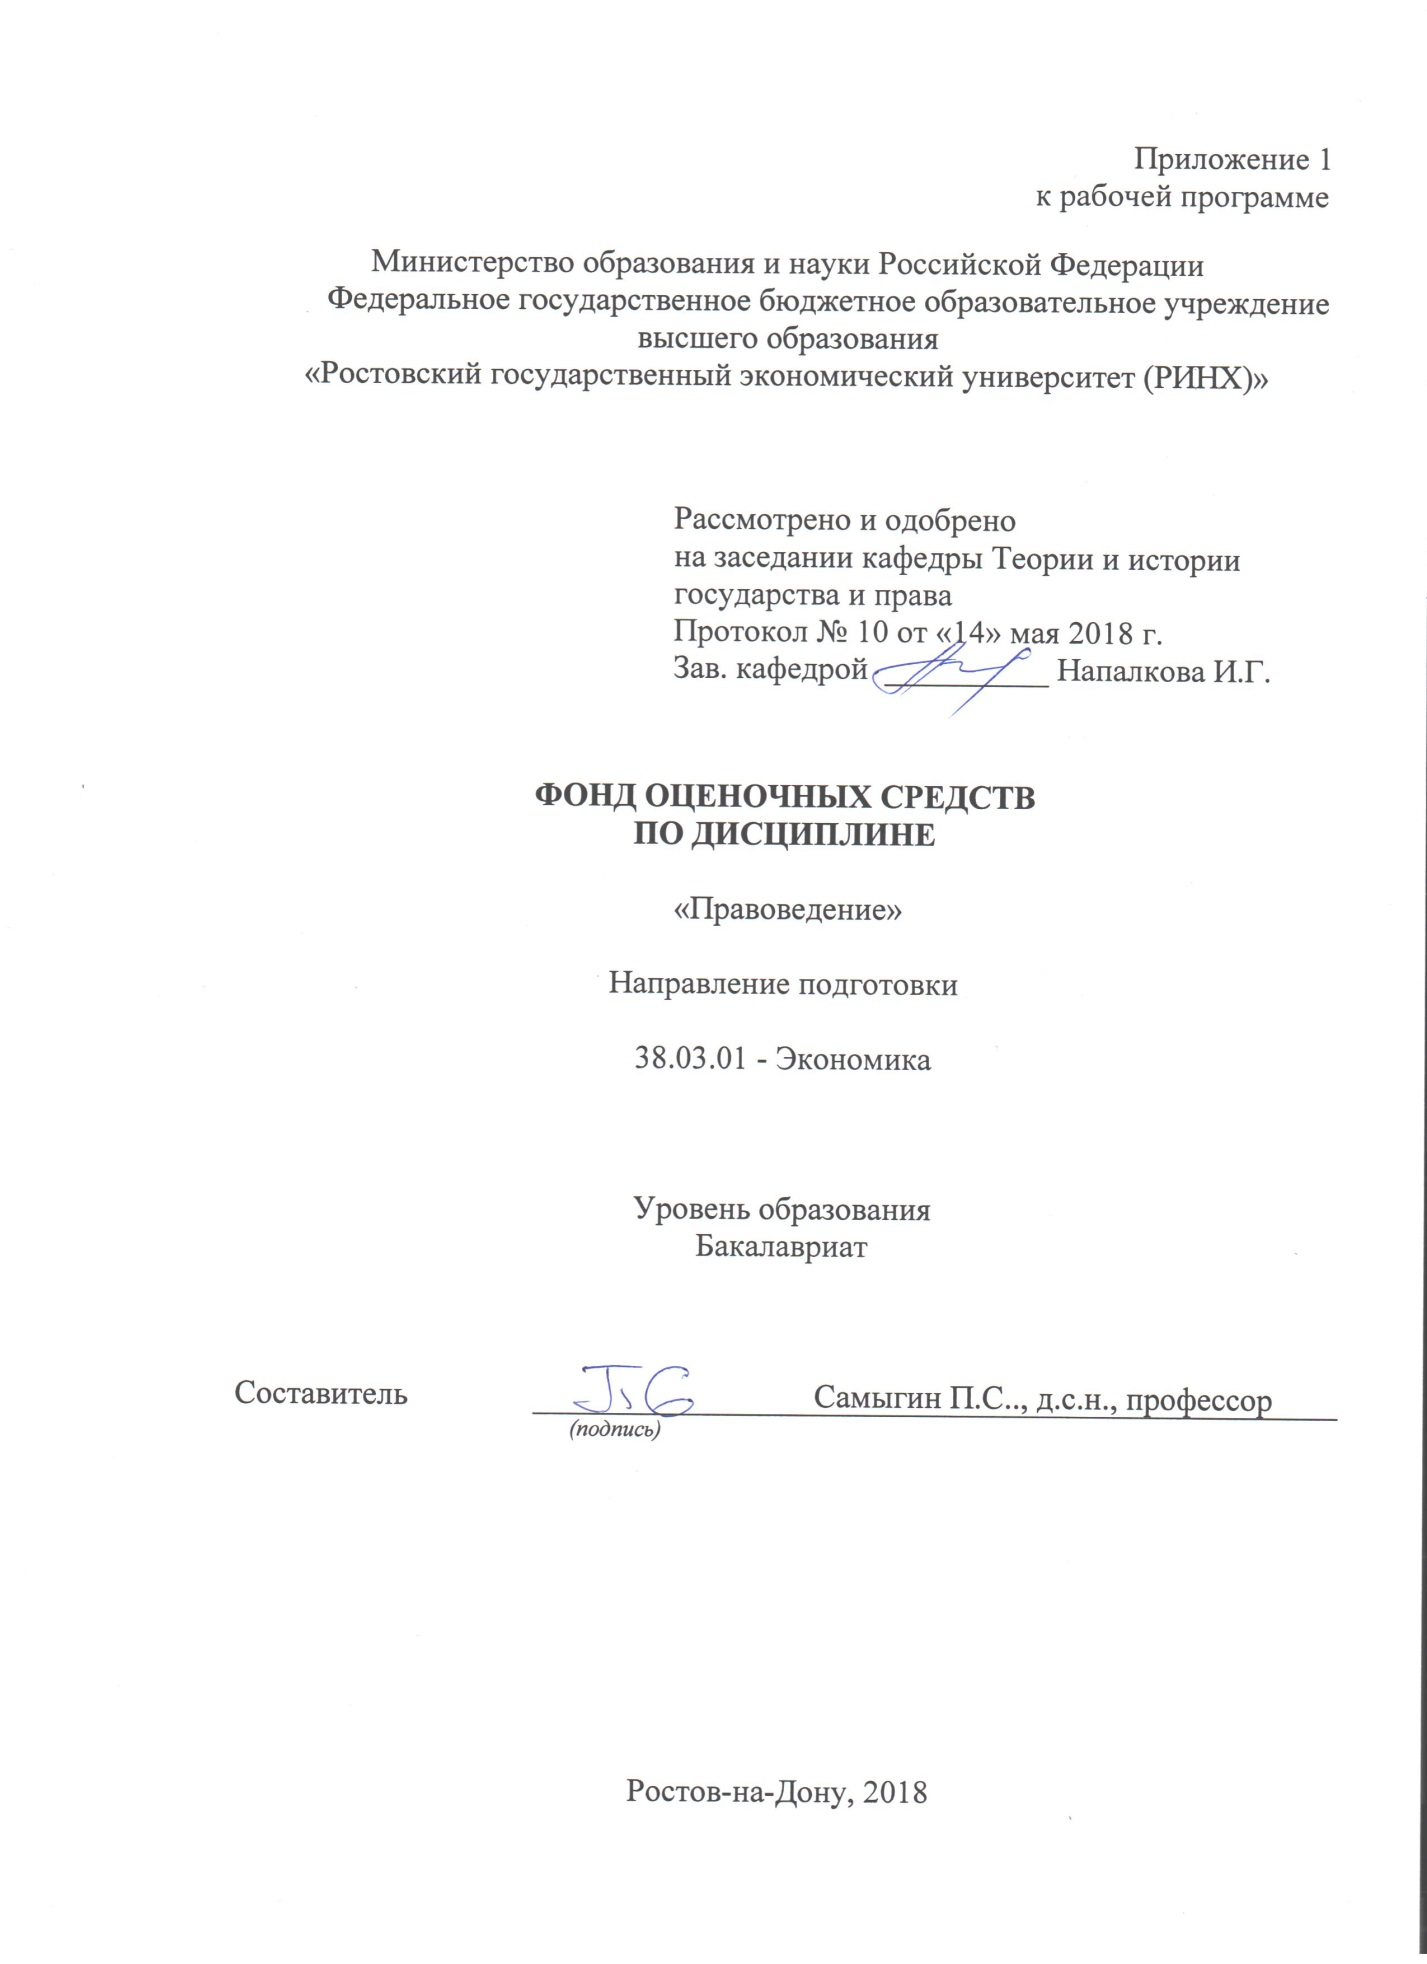 Приложение 1
к рабочей программе
Министерство образования и науки Российской Федерации
Федеральное государственное бюджетное образовательное учреждение
высшего образования
«Ростовский государственный экономический университет (РИНХ)»
Рассмотрено и одобрено
на заседании кафедры Теории и истории
государства и права
Протокол № 10 от «14» мая 2018 г.
Зав. кафедрой __________ Напалкова И.Г.
ФОНД ОЦЕНОЧНЫХ СРЕДСТВ
ПО ДИСЦИПЛИНЕ
«Правоведение»
Направление подготовки
38.03.01 - Экономика
Уровень образования
Бакалавриат
Составитель Самыгин П.С.., д.с.н., профессор
(подпись)
Ростов-на-Дону, 2018